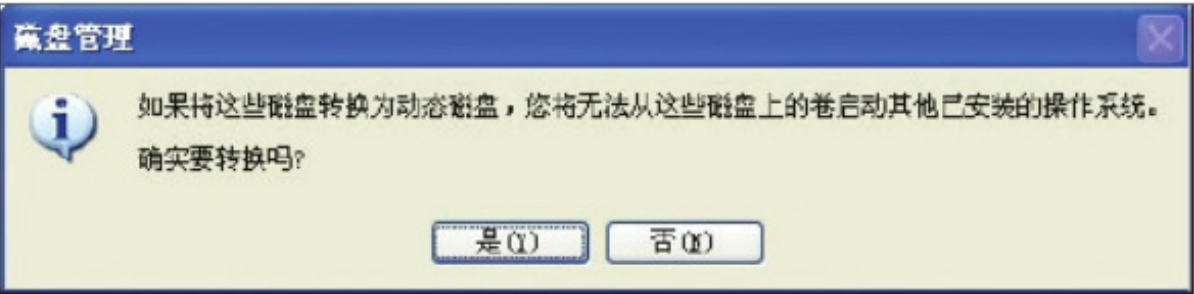 磁盘管理
如果将这些磁盘转换为动态磁盘，您将无法从这些磁盘上的卷启动其他已安装的操作系统。
确实要转换吗?
是(Y) 否(N)